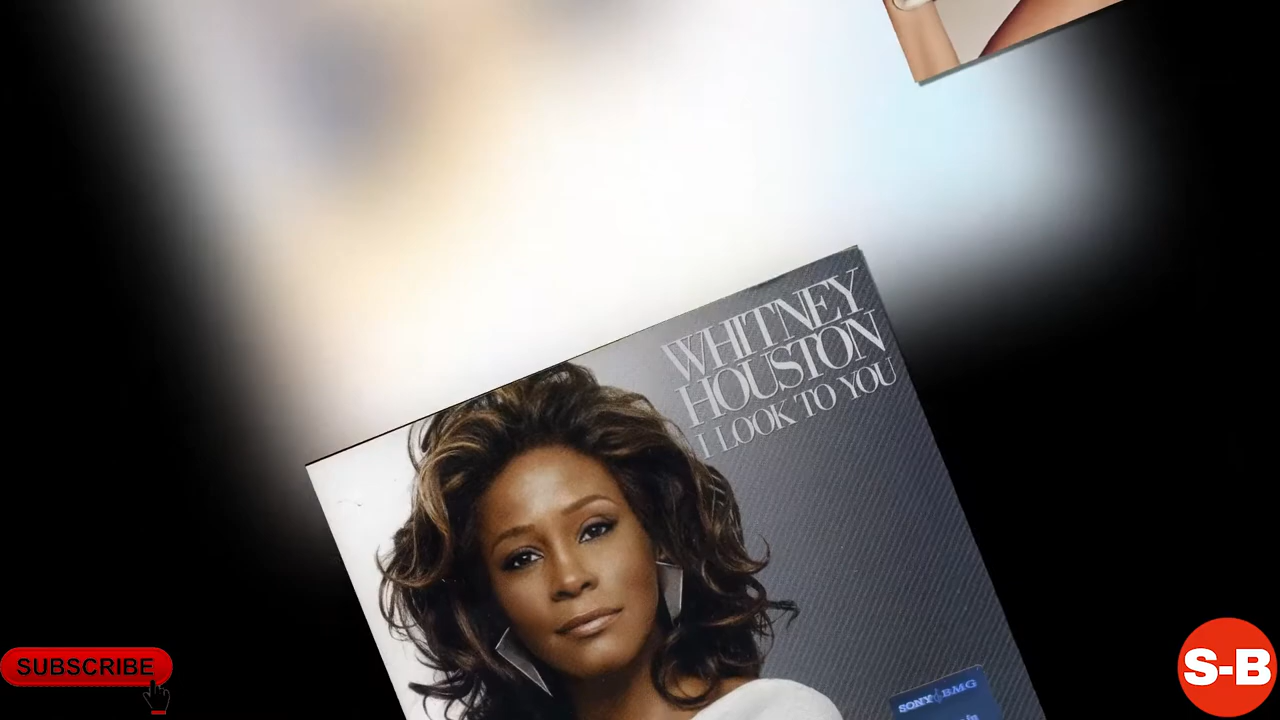 WHITNEY
HOUSTON
I LOOK TO YOU
SONY BMG
SUBSCRIBE
S-B